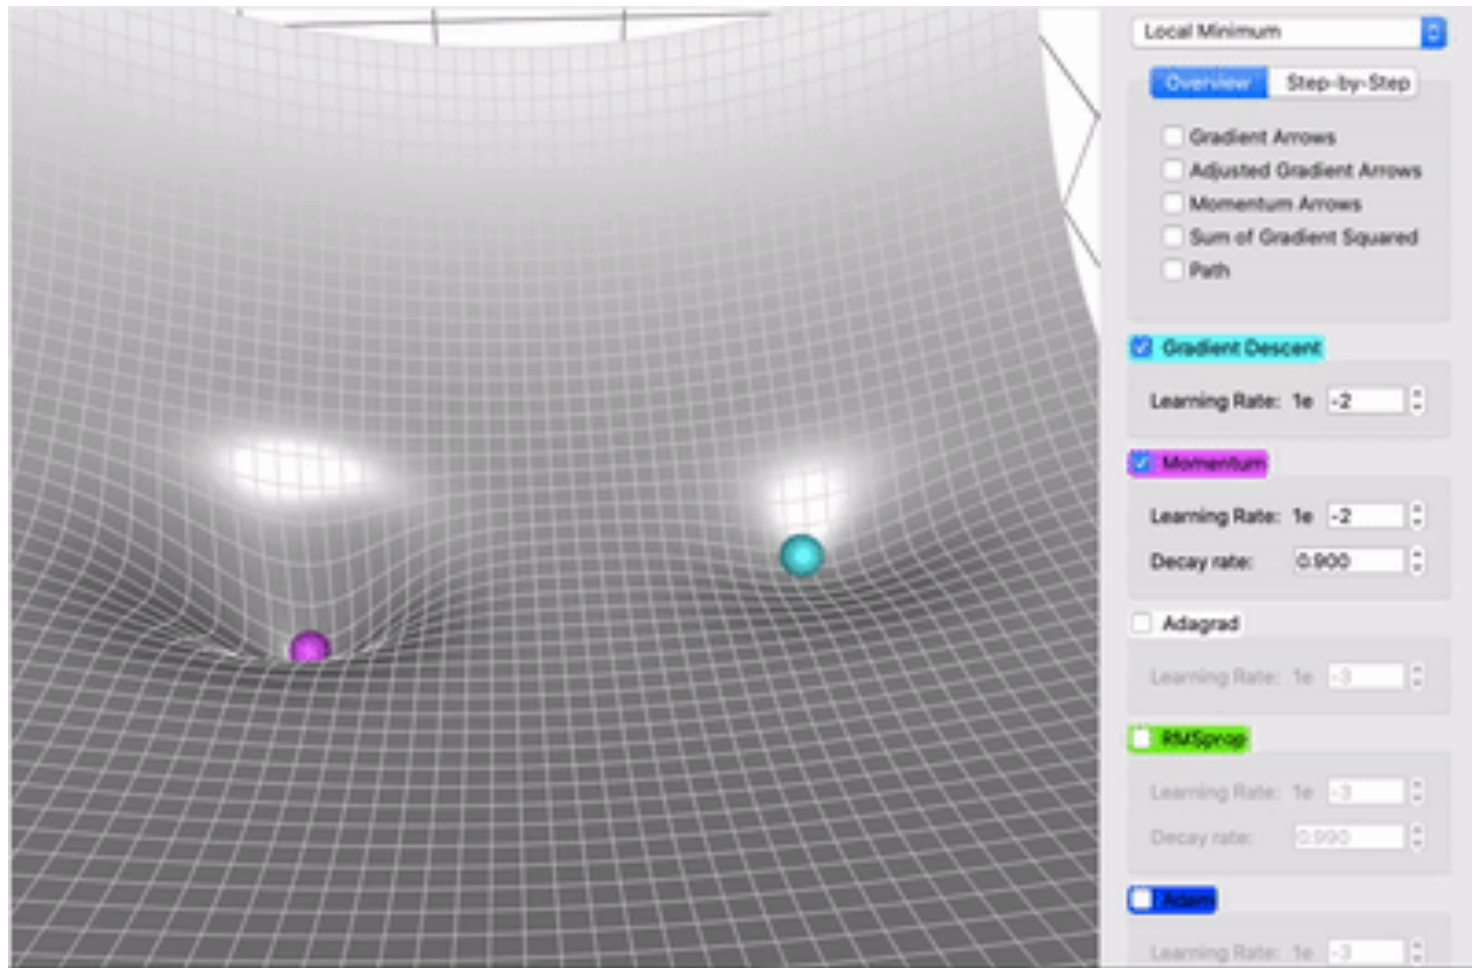 Local Minimum
Overview Step-by-Step
Gradient Arrows
Adjusted Gradient Arrows
Momentum Arrows
Sum of Gradient Squared
Path
Gradient Descent
Learning Rate: 1e -2
Momentum
Learning Rate: 1e -2
Decay rate: 0.900
Adagrad
Learning Rate: 1e -3
RMSprop
Learning Rate: 1e -3
Decay rate: 0.990
Adam
Learning Rate: 1e -3